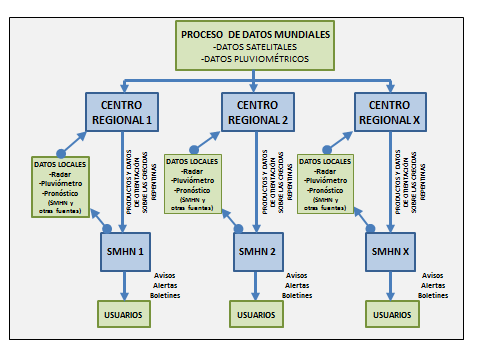 PROCESO DE DATOS MUNDIALES
-DATOS SATELITALES
-DATOS PLUVIOMÉTRICOS
CENTRO
REGIONAL 1
CENTRO
REGIONAL 2
CENTRO
REGIONAL X
DATOS LOCALES
-Radar
-Pluviómetro
-Pronóstico
(SMHN y
otras fuentes)
PRODUCTOS Y DATOS
DE OTIENTACIÓN
SOBRE LAS CRECIDAS
REPENTINAS
DATOS LOCALES
-Radar
-Pluviómetro
-Pronóstico
(SMHN y
otras fuentes)
PRODUCTOS Y DATOS
DE OTIENTACIÓN
SOBRE LAS CRECIDAS
REPENTINAS
DATOS LOCALES
-Radar
-Pluviómetro
-Pronóstico
(SMHN y
otras fuentes)
PRODUCTOS Y DATOS
DE OTIENTACIÓN
SOBRE LAS CRECIDAS
REPENTINAS
SMHN 1
SMHN 2
SMHN X
Avisos
Alertas
Boletines
Avisos
Alertas
Boletines
Avisos
Alertas
Boletines
USUARIOS
USUARIOS
USUARIOS